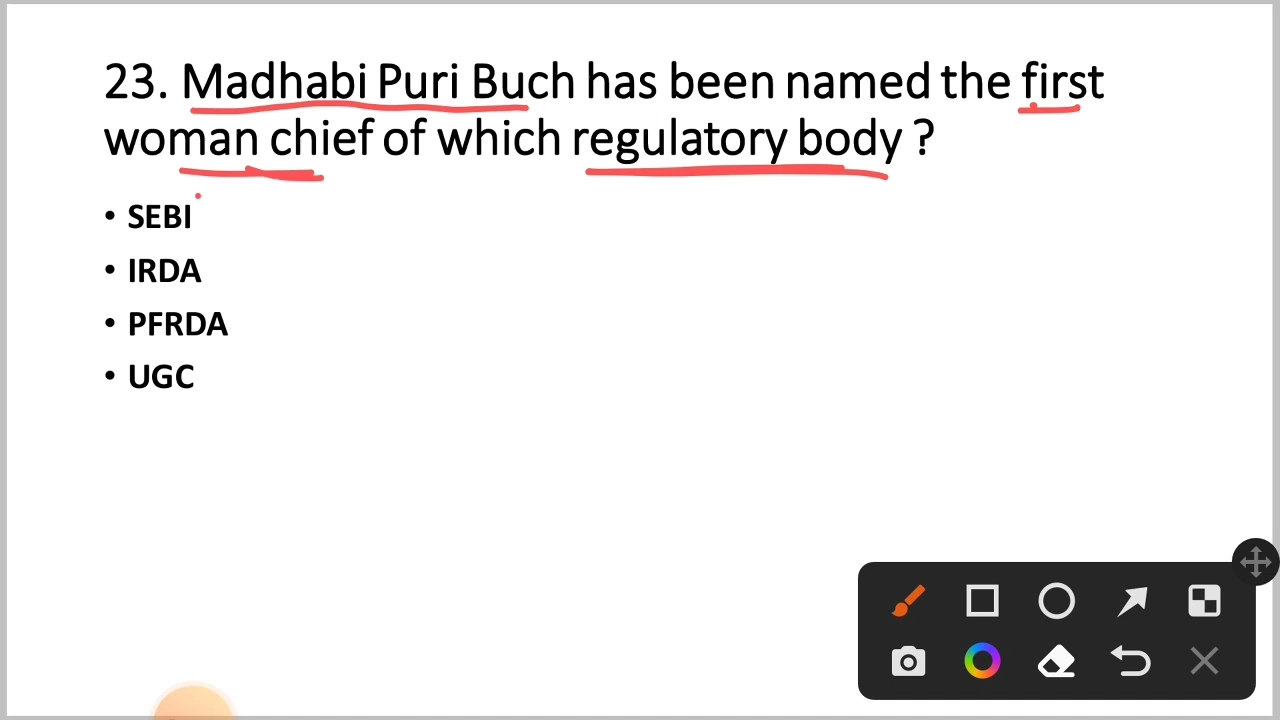 23. Madhabi Puri Buch has been named the first
woman chief of which regulatory body ?
• SEBI
• IRDA
• PFRDA
• UGC